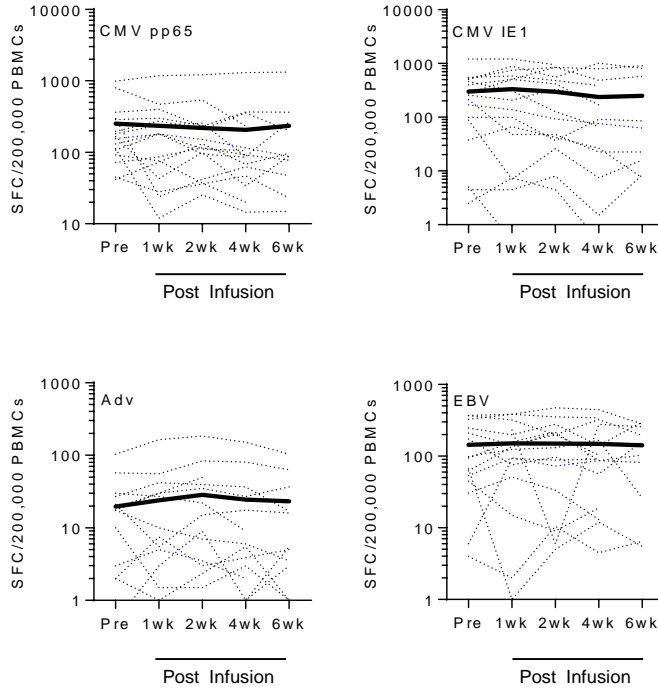 CMV pp65
SFC/200,000 PBMCs
10000
1000
100
10
Pre 1wk 2wk 4wk 6wk
Post Infusion
CMV IE1
SFC/200,000 PBMCs
10000
1000
100
10
1
Pre 1wk 2wk 4wk 6wk
Post Infusion
Adv
SFC/200,000 PBMCs
1000
100
10
1
Pre 1wk 2wk 4wk 6wk
Post Infusion
EBV
SFC/200,000 PBMCs
1000
100
10
1
Pre 1wk 2wk 4wk 6wk
Post Infusion